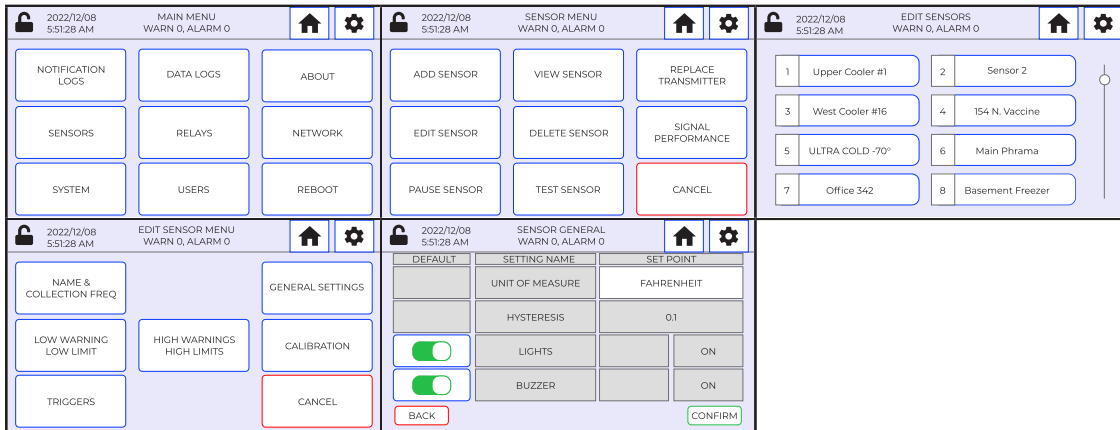 2022/12/08
5:51:28 AM
MAIN MENU
WARN 0, ALARM 0
NOTIFICATION
LOGS
DATA LOGS
ABOUT
SENSORS
RELAYS
NETWORK
SYSTEM
USERS
REBOOT
2022/12/08
5:51:28 AM
SENSOR MENU
WARN 0, ALARM 0
ADD SENSOR
VIEW SENSOR
REPLACE
TRANSMITTER
EDIT SENSOR
DELETE SENSOR
SIGNAL
PERFORMANCE
PAUSE SENSOR
TEST SENSOR
CANCEL
2022/12/08
5:51:28 AM
EDIT SENSORS
WARN 0, ALARM 0
1 Upper Cooler #1
2 Sensor 2
3 West Cooler #16
4 154 N. Vaccine
5 ULTRA COLD -70°
6 Main Phrama
7 Office 342
8 Basement Freezer
2022/12/08
5:51:28 AM
EDIT SENSOR MENU
WARN 0, ALARM 0
NAME &
COLLECTION FREQ
GENERAL SETTINGS
LOW WARNING
LOW LIMIT
HIGH WARNINGS
HIGH LIMITS
CALIBRATION
TRIGGERS
CANCEL
2022/12/08
5:51:28 AM
SENSOR GENERAL
WARN 0, ALARM 0
DEFAULT SETTING NAME SET POINT
UNIT OF MEASURE FAHRENHEIT
HYSTERESIS 0.1
LIGHTS ON
BUZZER ON
BACK
CONFIRM